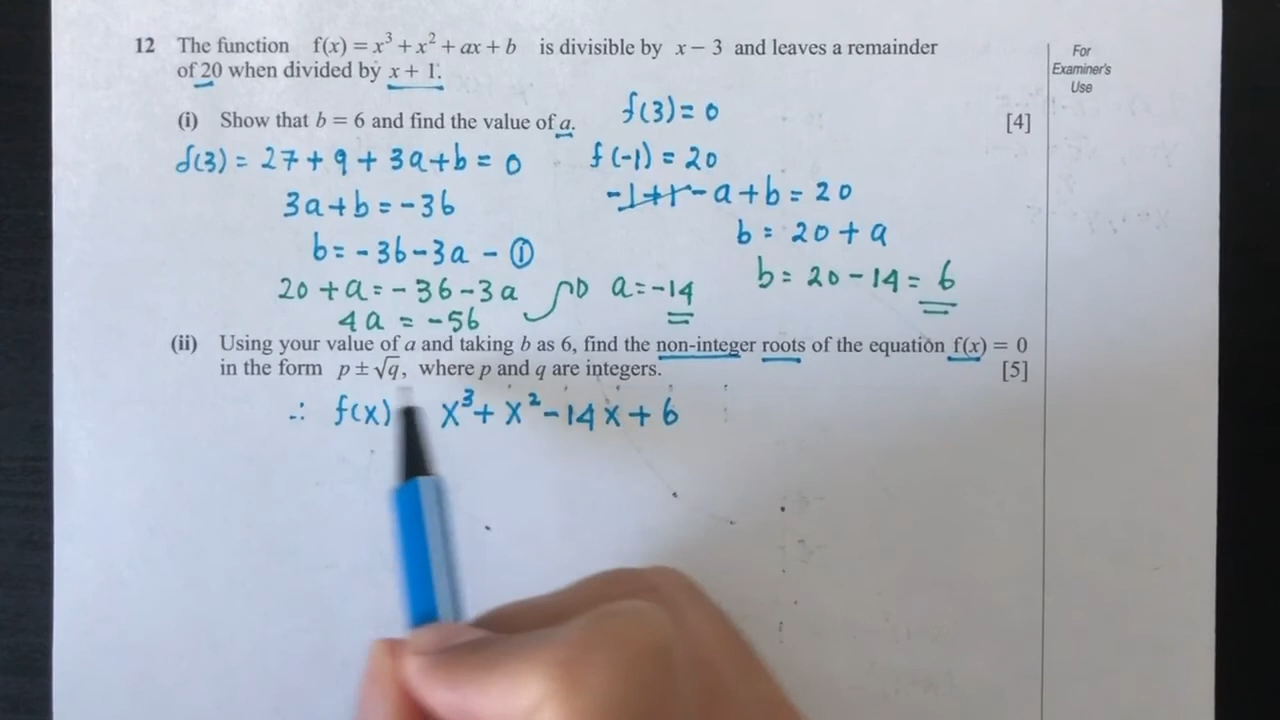 12 The function f(x) = x³ + x² + ax + b is divisible by x − 3 and leaves a remainder
of 20 when divided by x + 1.
For
Examiner's
Use
(i) Show that b = 6 and find the value of a. [4]
f(3) = 0
f(3) = 27 + 9 + 3a + b = 0
f(-1) = 20
3a + b = -36
-1+1 - a + b = 20
b = -36 - 3a - ①
b = 20 + a
20 + a = -36 - 3a
a = -14
b = 20 - 14 = 6
4a = -56
(ii) Using your value of a and taking b as 6, find the non-integer roots of the equation f(x) = 0
in the form p ± √q, where p and q are integers. [5]
∴ f(x) x³ + x² - 14x + 6